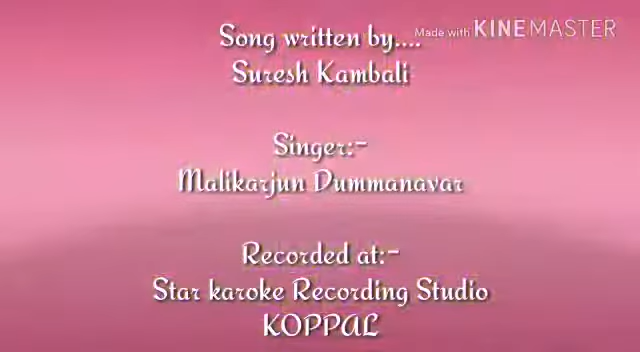 Song written by....
Made with KINEMASTER
Suresh Kambali
Singer:-
Malikarjun Dummanavar
Recorded at:-
Star karoke Recording Studio
KOPPAL